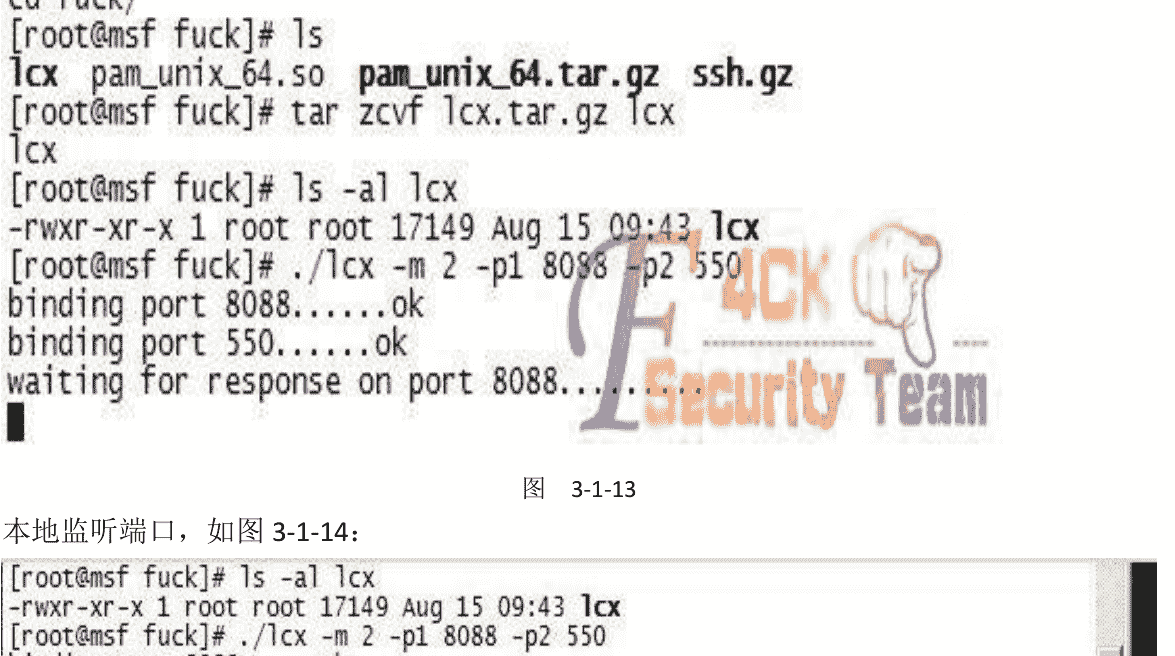 cd fuck/
[root@msf fuck]# ls
lcx pam_unix_64.so pam_unix_64.tar.gz ssh.gz
[root@msf fuck]# tar zcvf lcx.tar.gz lcx
lcx
[root@msf fuck]# ls -al lcx
-rwxr-xr-x 1 root root 17149 Aug 15 09:43 lcx
[root@msf fuck]# ./lcx -m 2 -p1 8088 -p2 550
binding port 8088......ok
binding port 550......ok
waiting for response on port 8088.........
F4CK
Security Team
图 3-1-13
本地监听端口，如图 3-1-14：
[root@msf fuck]# ls -al lcx
-rwxr-xr-x 1 root root 17149 Aug 15 09:43 lcx
[root@msf fuck]# ./lcx -m 2 -p1 8088 -p2 550